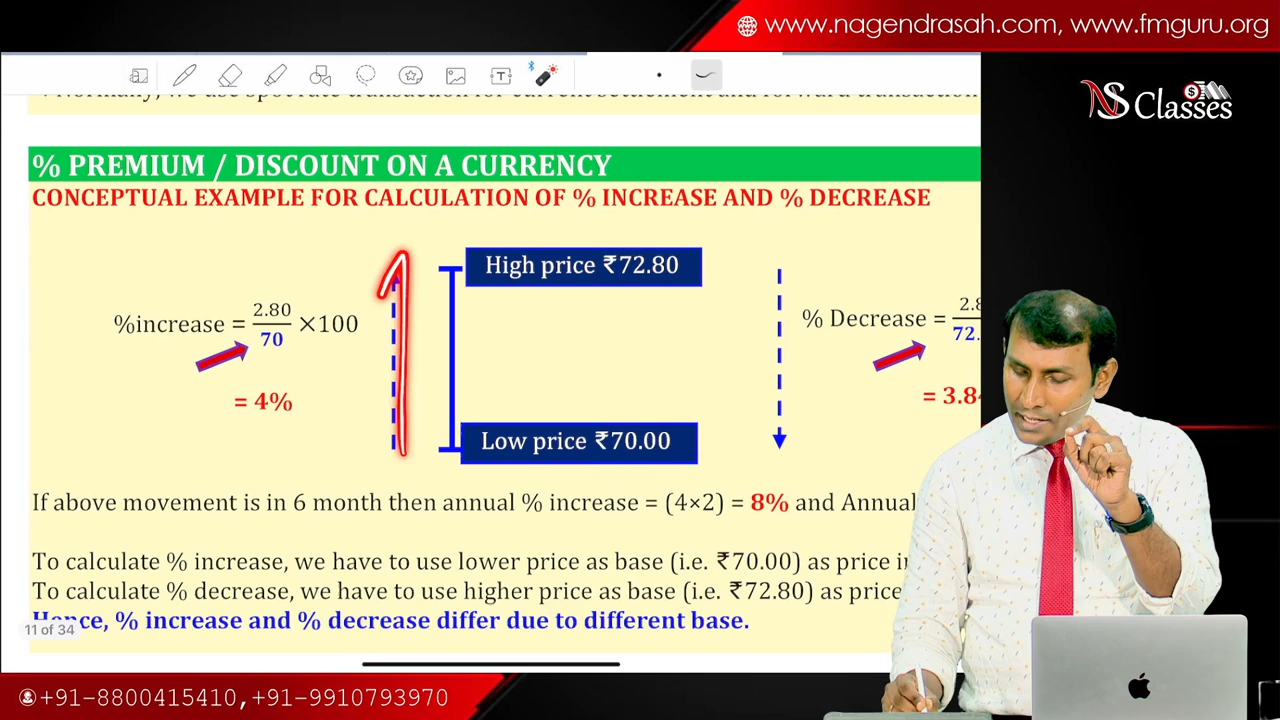 www.nagendrasah.com, www.fmguru.org
NS Classes
% PREMIUM / DISCOUNT ON A CURRENCY
CONCEPTUAL EXAMPLE FOR CALCULATION OF % INCREASE AND % DECREASE
High price ₹72.80
%increase = 2.80/70 ×100
% Decrease =
= 4%
= 3.8
Low price ₹70.00
If above movement is in 6 month then annual % increase = (4×2) = 8% and Annual
To calculate % increase, we have to use lower price as base (i.e. ₹70.00) as price
To calculate % decrease, we have to use higher price as base (i.e. ₹72.80) as price
Hence, % increase and % decrease differ due to different base.
11 of 34
+91-8800415410,+91-9910793970